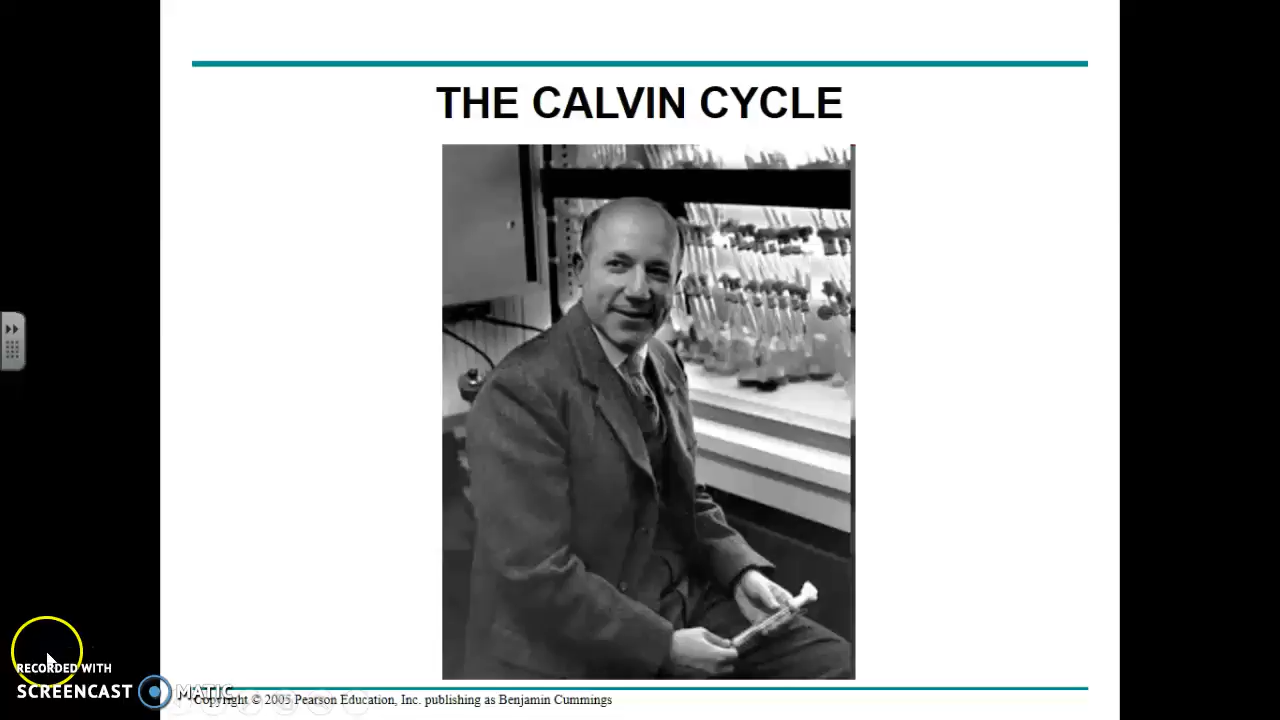 THE CALVIN CYCLE
RECORDED WITH
SCREENCAST MATIC
Copyright © 2005 Pearson Education, Inc. publishing as Benjamin Cummings